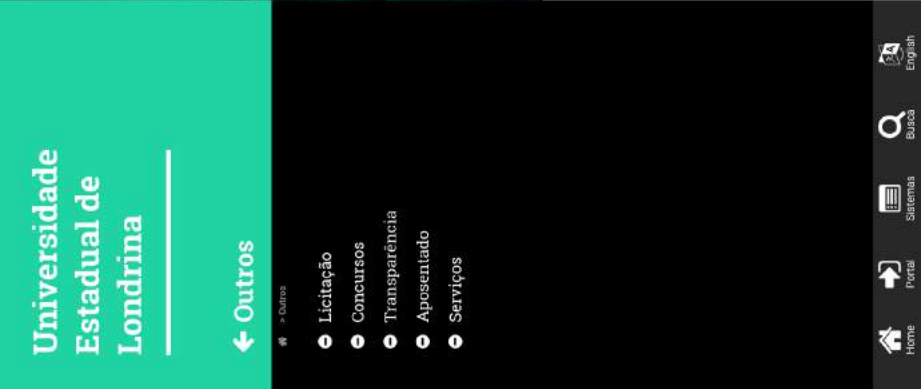 Universidade
Estadual de
Londrina
Outros
> Outros
Licitação
Concursos
Transparência
Aposentado
Serviços
Home
Portal
Sistemas
Busca
English